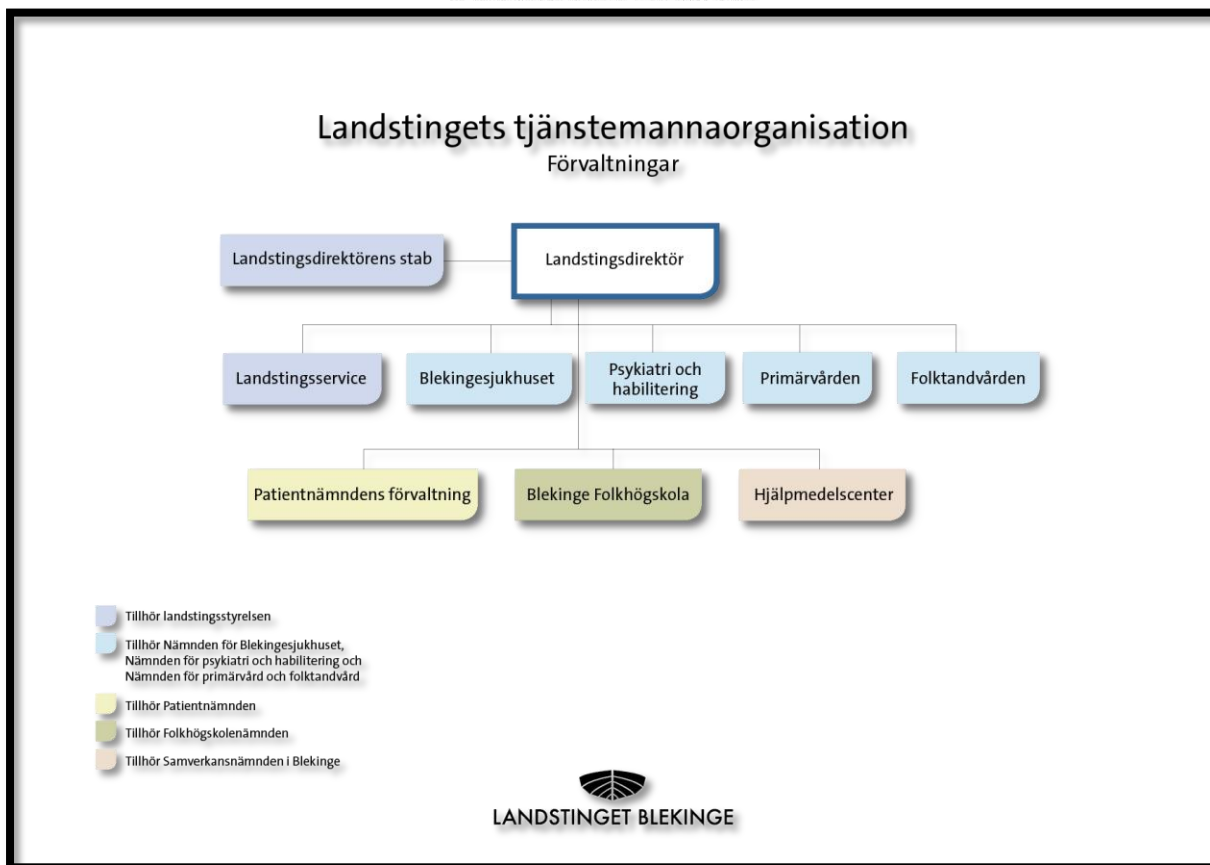 Landstingets tjänstemannaorganisation
Förvaltningar
Landstingsdirektörens stab
Landstingsdirektör
Landstingsservice
Blekingesjukhuset
Psykiatri och
habilitering
Primärvården
Folktandvården
Patientnämndens förvaltning
Blekinge Folkhögskola
Hjälpmedelscenter
Tillhör landstingsstyrelsen
Tillhör Nämnden för Blekingesjukhuset,
Nämnden för psykiatri och habilitering och
Nämnden för primärvård och folktandvård
Tillhör Patientnämnden
Tillhör Folkhögskolenämnden
Tillhör Samverkansnämnden i Blekinge
LANDSTINGET BLEKINGE